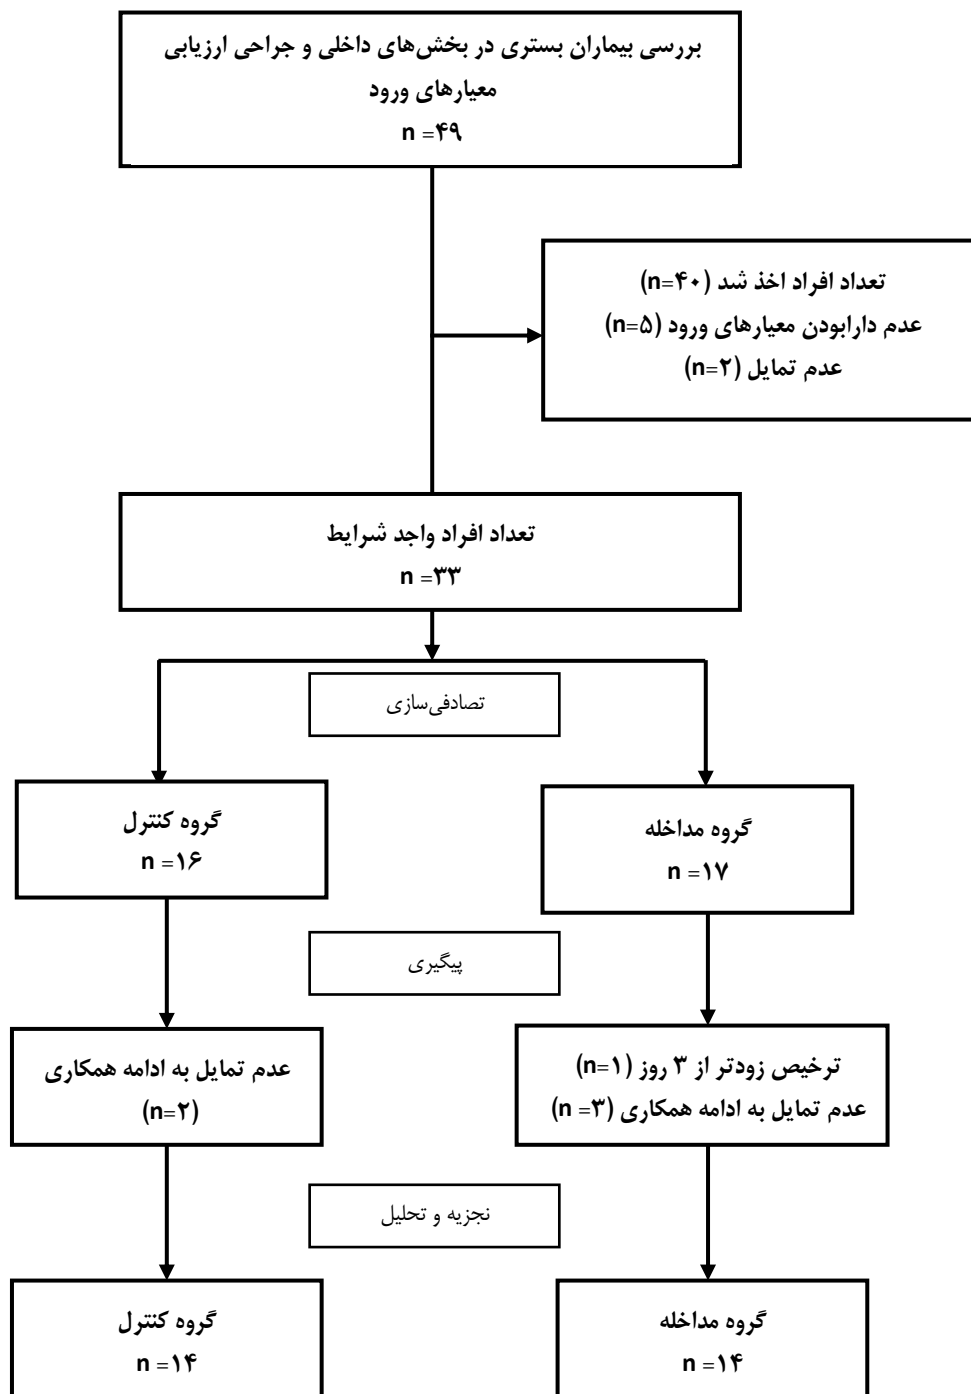 بررسی بیماران بستری در بخش‌های داخلی و جراحی ارزیابی
معیارهای ورود
n =۴۹
تعداد افراد اخذ شد (n=۴۰)
عدم دارابودن معیارهای ورود (n=۵)
عدم تمایل (n=۲)
تعداد افراد واجد شرایط
n =۳۳
تصادفی‌سازی
گروه مداخله
n =۱۷
گروه کنترل
n =۱۶
پیگیری
ترخیص زودتر از ۳ روز (n=۱)
عدم تمایل به ادامه همکاری (n =۳)
عدم تمایل به ادامه همکاری
(n=۲)
نجزیه و تحلیل
گروه مداخله
n =۱۴
گروه کنترل
n =۱۴